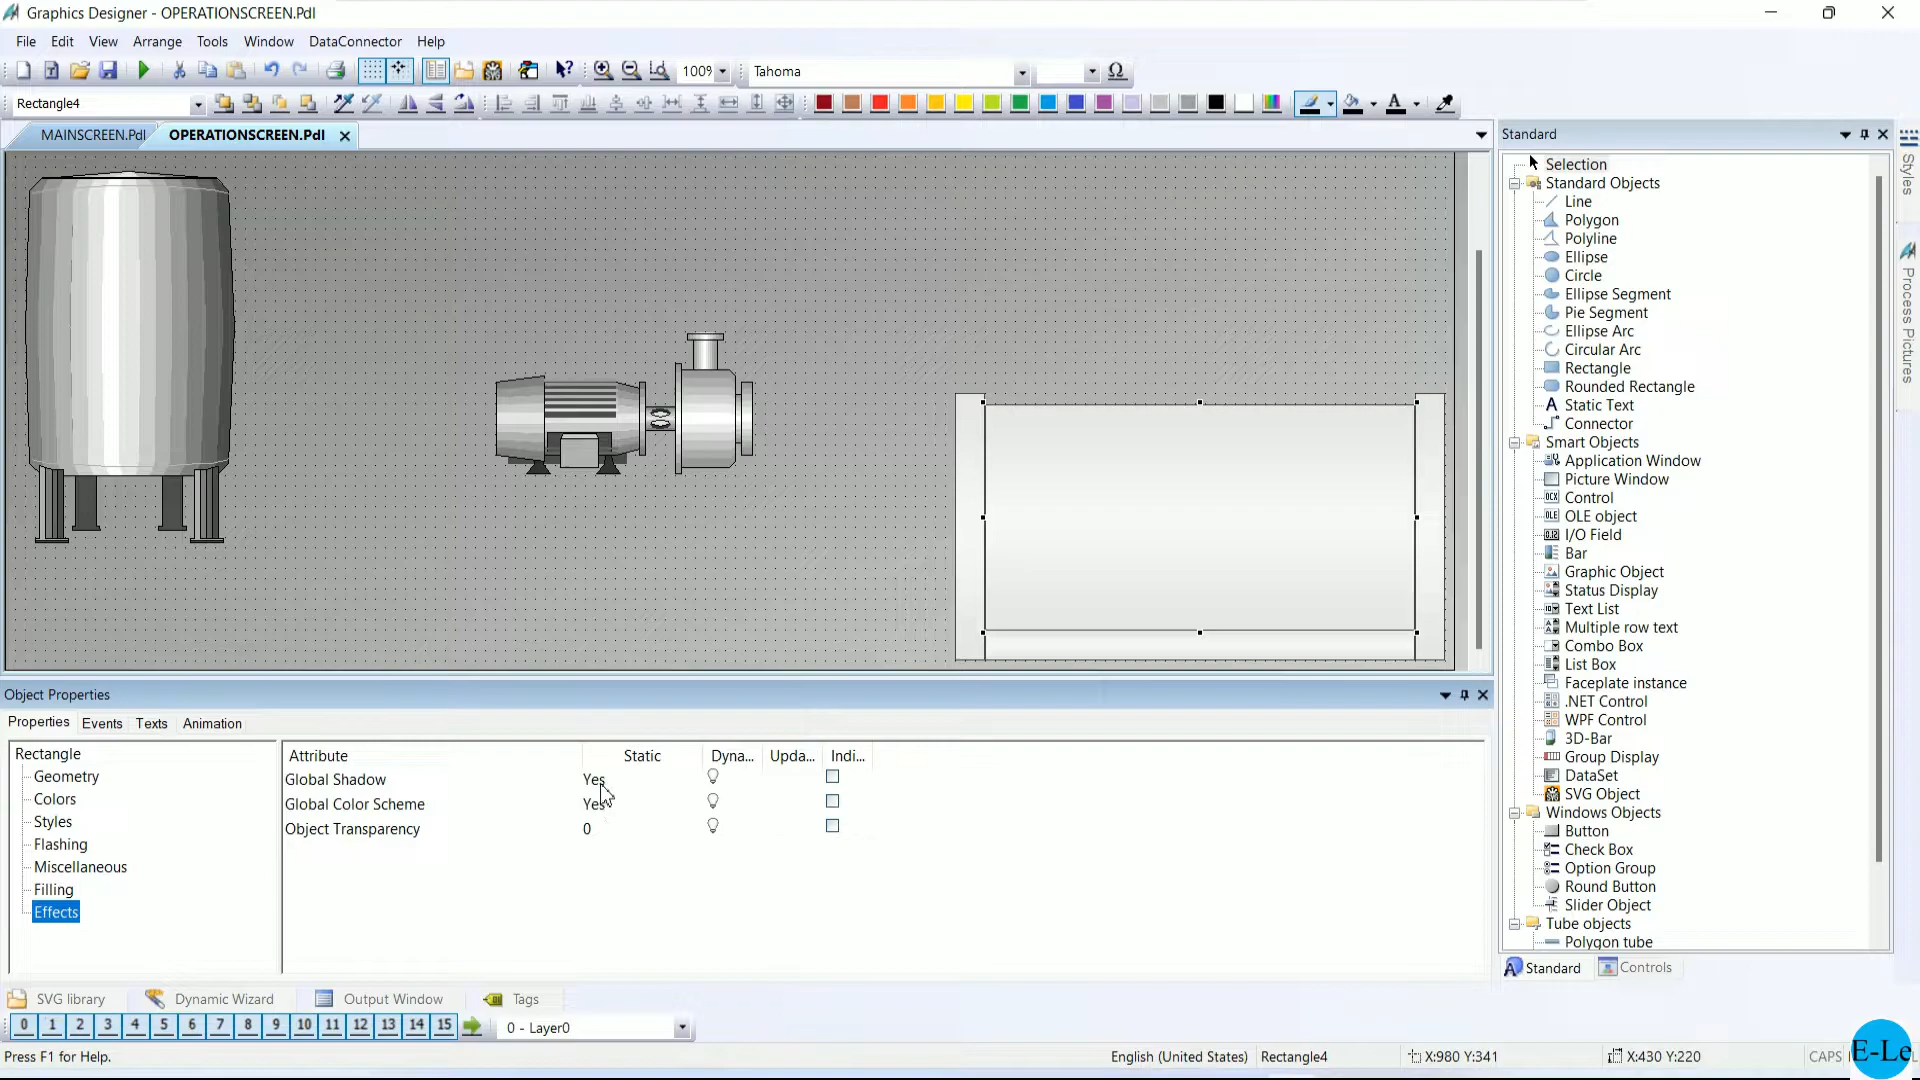 Graphics Designer - OPERATIONSCREEN.Pdl
File Edit View Arrange Tools Window DataConnector Help
100% Tahoma
Rectangle4
MAINSCREEN.Pdl OPERATIONSCREEN.Pdl
Standard
Selection
Standard Objects
Line
Polygon
Polyline
Ellipse
Circle
Ellipse Segment
Pie Segment
Ellipse Arc
Circular Arc
Rectangle
Rounded Rectangle
Static Text
Connector
Smart Objects
Application Window
Picture Window
Control
OLE object
I/O Field
Bar
Graphic Object
Status Display
Text List
Multiple row text
Combo Box
List Box
Faceplate instance
.NET Control
WPF Control
3D-Bar
Group Display
DataSet
SVG Object
Windows Objects
Button
Check Box
Option Group
Round Button
Slider Object
Tube objects
Polygon tube
Standard Controls
Styles
Process Pictures
Object Properties
Properties Events Texts Animation
Rectangle
Geometry
Colors
Styles
Flashing
Miscellaneous
Filling
Effects
Attribute Static Dyna... Upda... Indi...
Global Shadow Yes
Global Color Scheme Yes
Object Transparency 0
SVG library Dynamic Wizard Output Window Tags
0 1 2 3 4 5 6 7 8 9 10 11 12 13 14 15 0 - Layer0
Press F1 for Help. English (United States) Rectangle4 X:980 Y:341 X:430 Y:220 CAPS
E-Le